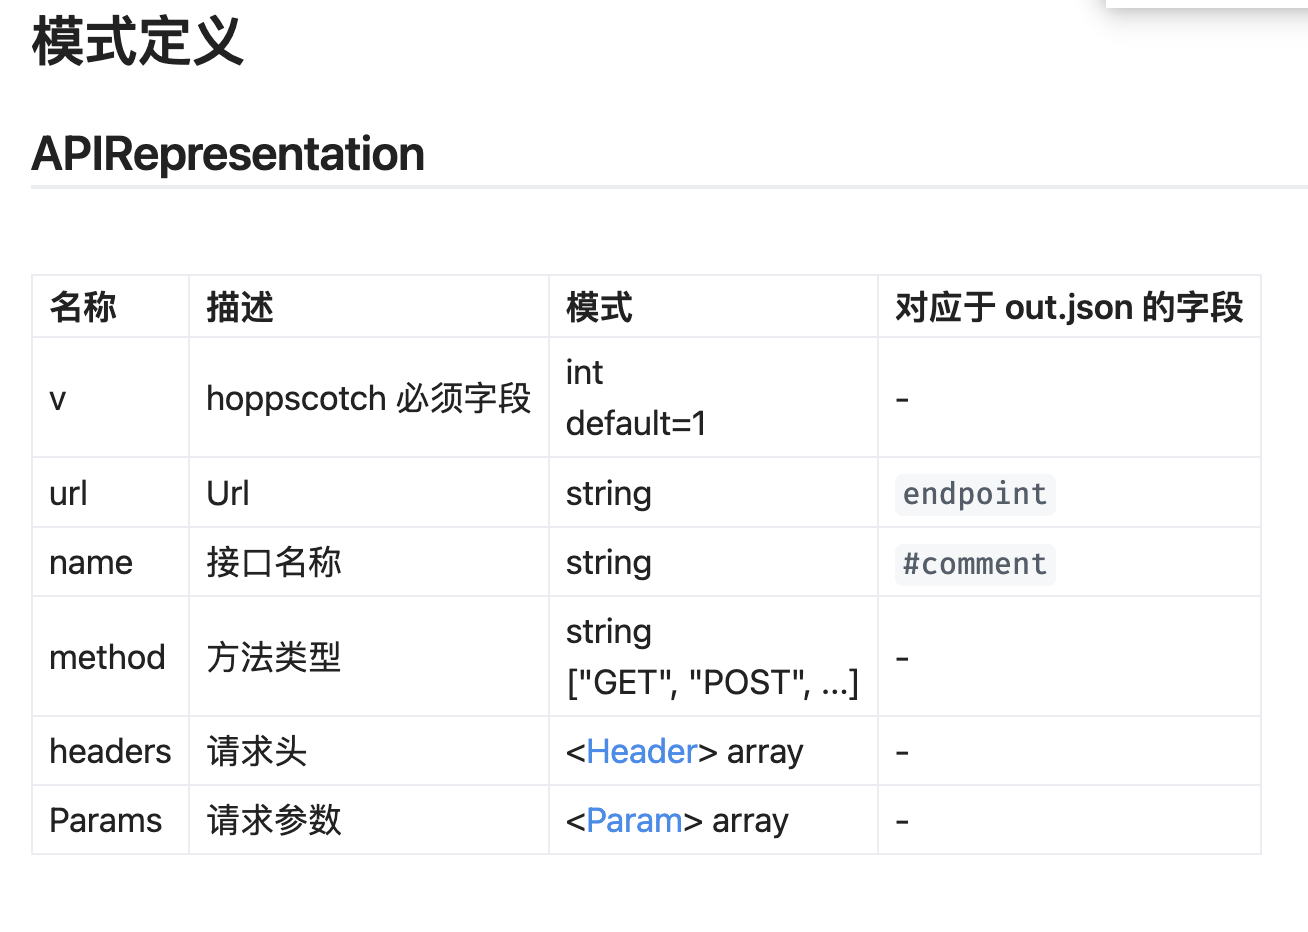 模式定义
APIRepresentation
名称 描述 模式 对应于 out.json 的字段
v hoppscotch 必须字段 int
default=1 -
url Url string endpoint
name 接口名称 string #comment
method 方法类型 string
["GET", "POST", ...] -
headers 请求头 <Header> array -
Params 请求参数 <Param> array -